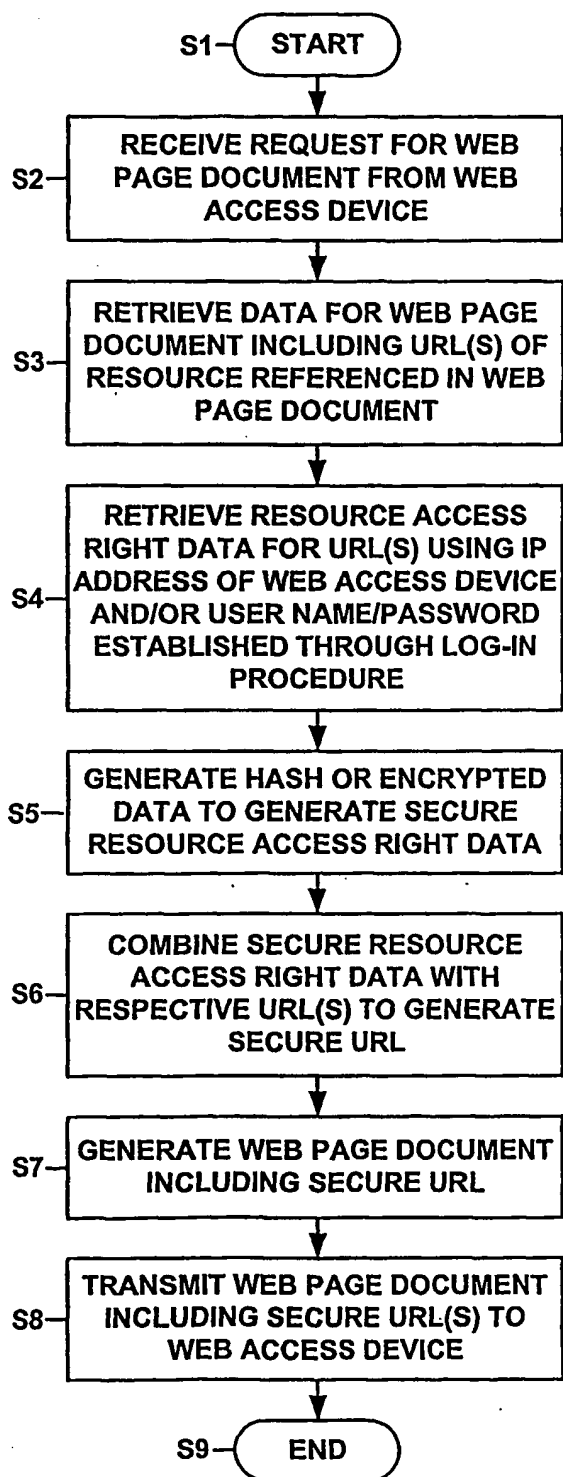 S1 START
RECEIVE REQUEST FOR WEB
PAGE DOCUMENT FROM WEB
S2
ACCESS DEVICE
RETRIEVE DATA FOR WEB PAGE
DOCUMENT INCLUDING URL(S) OF
S3
RESOURCE REFERENCED IN WEB
PAGE DOCUMENT
RETRIEVE RESOURCE ACCESS
RIGHT DATA FOR URL(S) USING IP
ADDRESS OF WEB ACCESS DEVICE
S4
AND/OR USER NAME/PASSWORD
ESTABLISHED THROUGH LOG-IN
PROCEDURE
GENERATE HASH OR ENCRYPTED
S5
DATA TO GENERATE SECURE
RESOURCE ACCESS RIGHT DATA
COMBINE SECURE RESOURCE
ACCESS RIGHT DATA WITH
S6
RESPECTIVE URL(S) TO GENERATE
SECURE URL
GENERATE WEB PAGE DOCUMENT
S7
INCLUDING SECURE URL
TRANSMIT WEB PAGE DOCUMENT
S8
INCLUDING SECURE URL(S) TO
WEB ACCESS DEVICE
S9 END